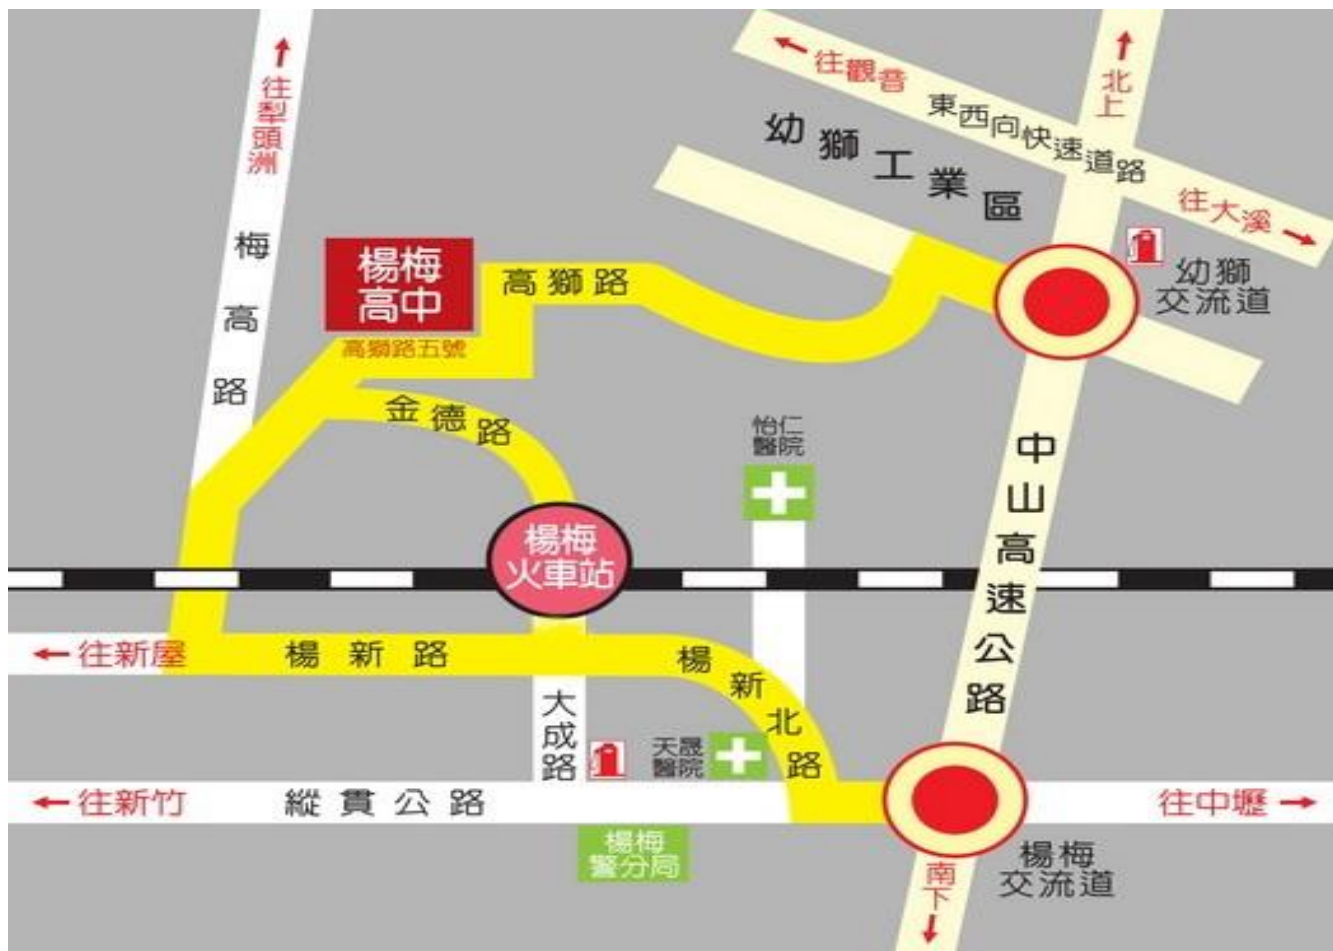 往犁頭洲
梅高路
往觀音
東西向快速道路
往大溪
北上
幼獅工業區
幼獅
交流道
楊梅
高中
高獅路五號
高獅路
金德路
怡仁
醫院
中山高速公路
楊梅
火車站
往新屋
楊新路
楊新北路
大成路
天晟
醫院
往新竹
縱貫公路
往中壢
楊梅
警分局
楊梅
交流道
南下